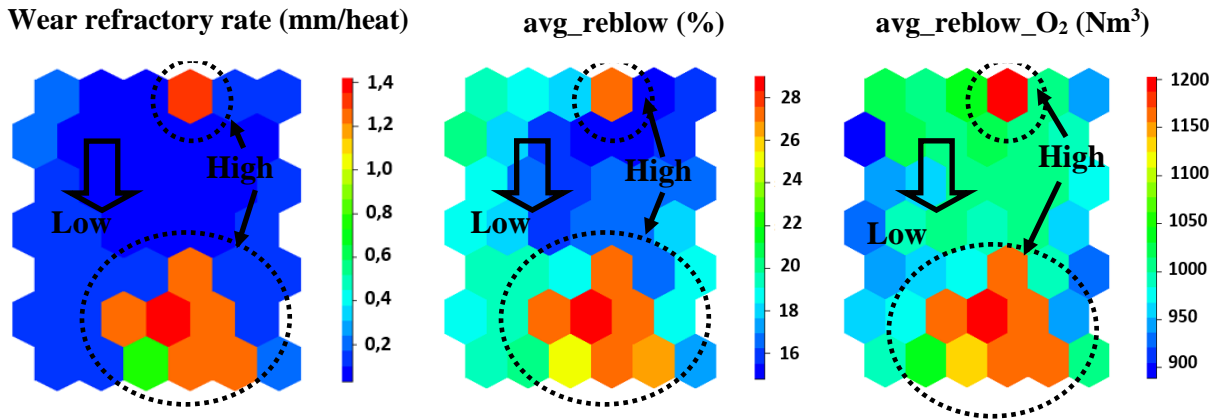 Wear refractory rate (mm/heat)
1,4
1,2
1,0
0,8
0,6
0,4
0,2
High
Low
avg_reblow (%)
28
26
24
22
20
18
16
High
Low
avg_reblow_O₂ (Nm³)
1200
1150
1100
1050
1000
950
900
High
Low